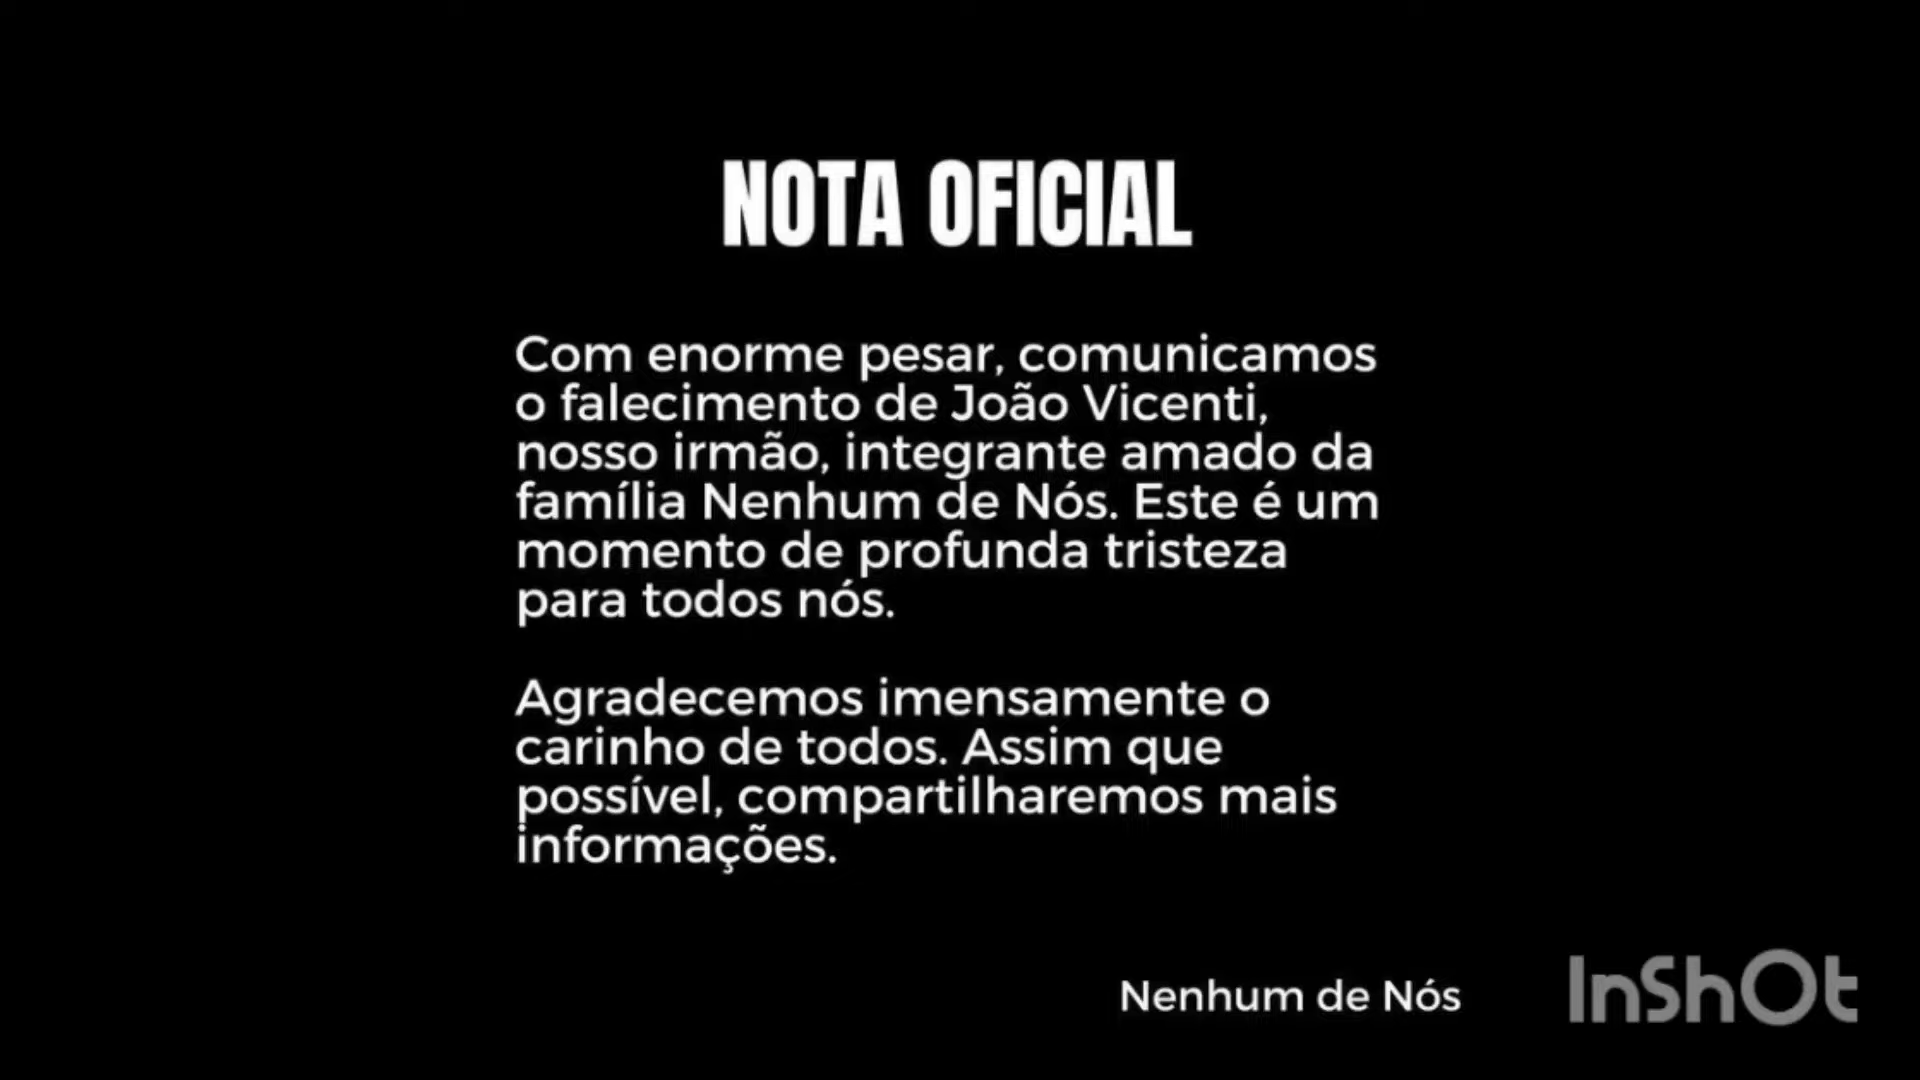 NOTA OFICIAL
Com enorme pesar, comunicamos
o falecimento de João Vicenti,
nosso irmão, integrante amado da
família Nenhum de Nós. Este é um
momento de profunda tristeza
para todos nós.
Agradecemos imensamente o
carinho de todos. Assim que
possível, compartilharemos mais
informações.
Nenhum de Nós
InShOt